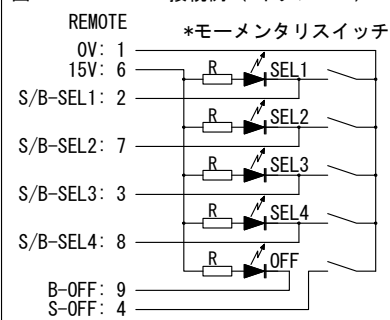 REMOTE
*モーメンタリスイッチ
0V: 1
15V: 6
R SEL1
S/B-SEL1: 2
R SEL2
S/B-SEL2: 7
R SEL3
S/B-SEL3: 3
R SEL4
S/B-SEL4: 8
R OFF
B-OFF: 9
S-OFF: 4